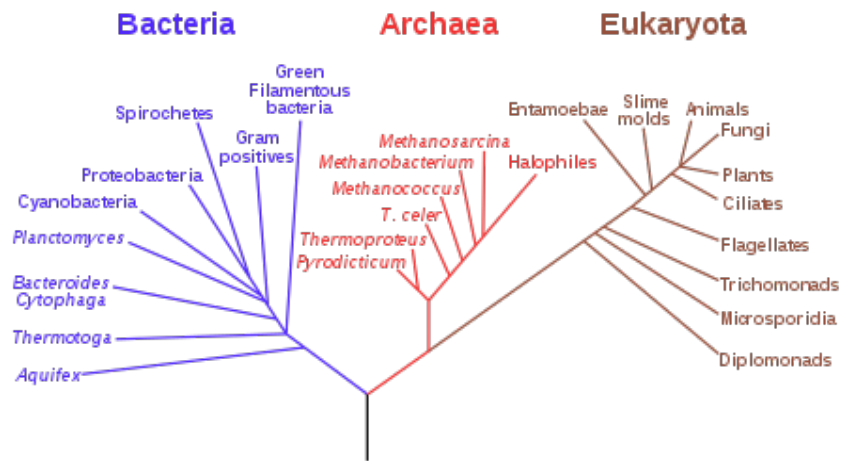 Bacteria
Archaea
Eukaryota
Green
Filamentous
bacteria
Spirochetes
Gram
positives
Proteobacteria
Cyanobacteria
Planctomyces
Bacteroides
Cytophaga
Thermotoga
Aquifex
Methanosarcina
Methanobacterium
Halophiles
Methanococcus
T. celer
Thermoproteus
Pyrodicticum
Entamoebae
Slime
molds
Animals
Fungi
Plants
Ciliates
Flagellates
Trichomonads
Microsporidia
Diplomonads